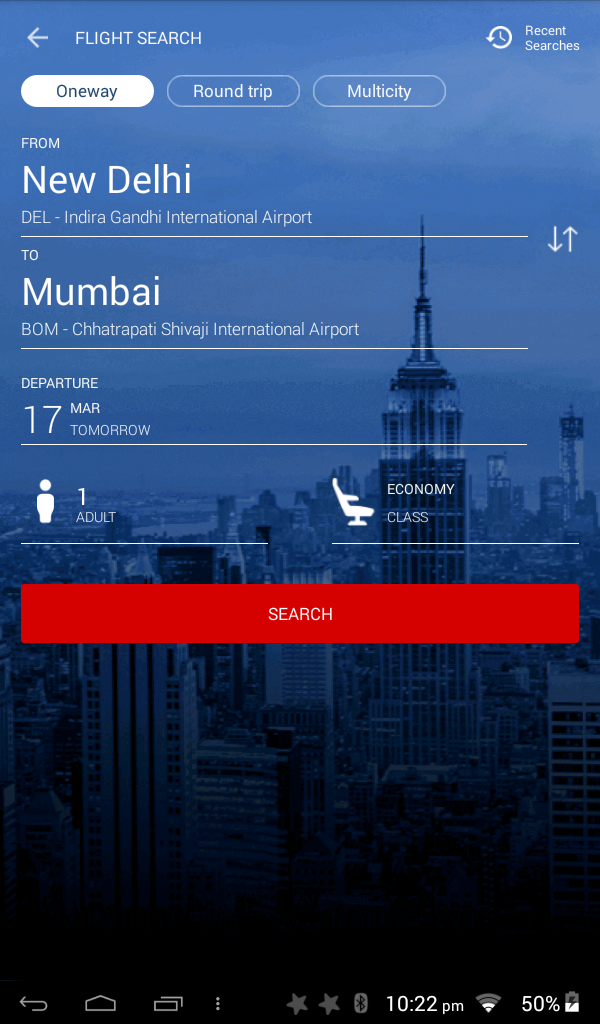 FLIGHT SEARCH
Recent
Searches
Oneway
Round trip
Multicity
FROM
New Delhi
DEL - Indira Gandhi International Airport
TO
Mumbai
BOM - Chhatrapati Shivaji International Airport
DEPARTURE
17 MAR
TOMORROW
1
ADULT
ECONOMY
CLASS
SEARCH
10:22 pm
50%